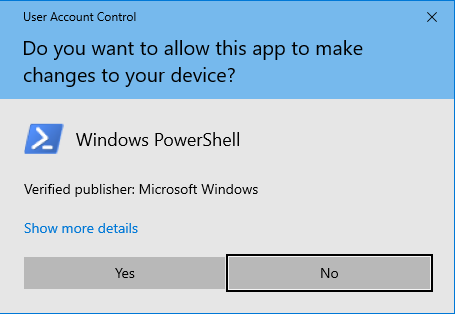 User Account Control
Do you want to allow this app to make
changes to your device?
Windows PowerShell
Verified publisher: Microsoft Windows
Show more details
Yes
No